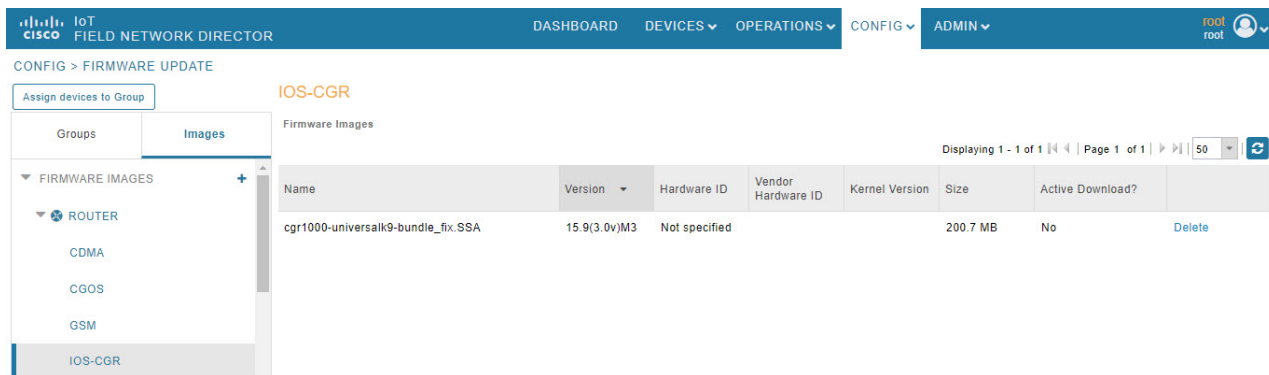 CISCO
IoT
FIELD NETWORK DIRECTOR
DASHBOARD DEVICES OPERATIONS CONFIG ADMIN
root
root
CONFIG > FIRMWARE UPDATE
Assign devices to Group
Groups Images
FIRMWARE IMAGES +
ROUTER
CDMA
CGOS
GSM
IOS-CGR
IOS-CGR
Firmware Images
Displaying 1 - 1 of 1 | Page 1 of 1 | 50
Name Version Hardware ID Vendor Hardware ID Kernel Version Size Active Download?
cgr1000-universalk9-bundle_fix.SSA 15.9(3.0v)M3 Not specified 200.7 MB No Delete